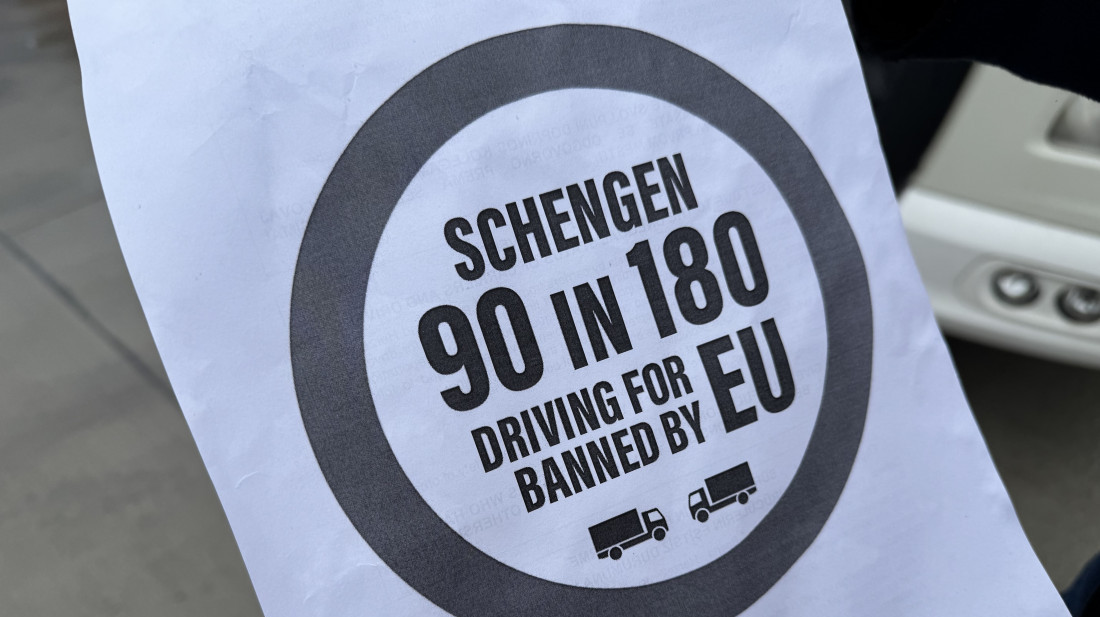 SCHENGEN
90 IN 180
DRIVING FOR EU
BANNED BY